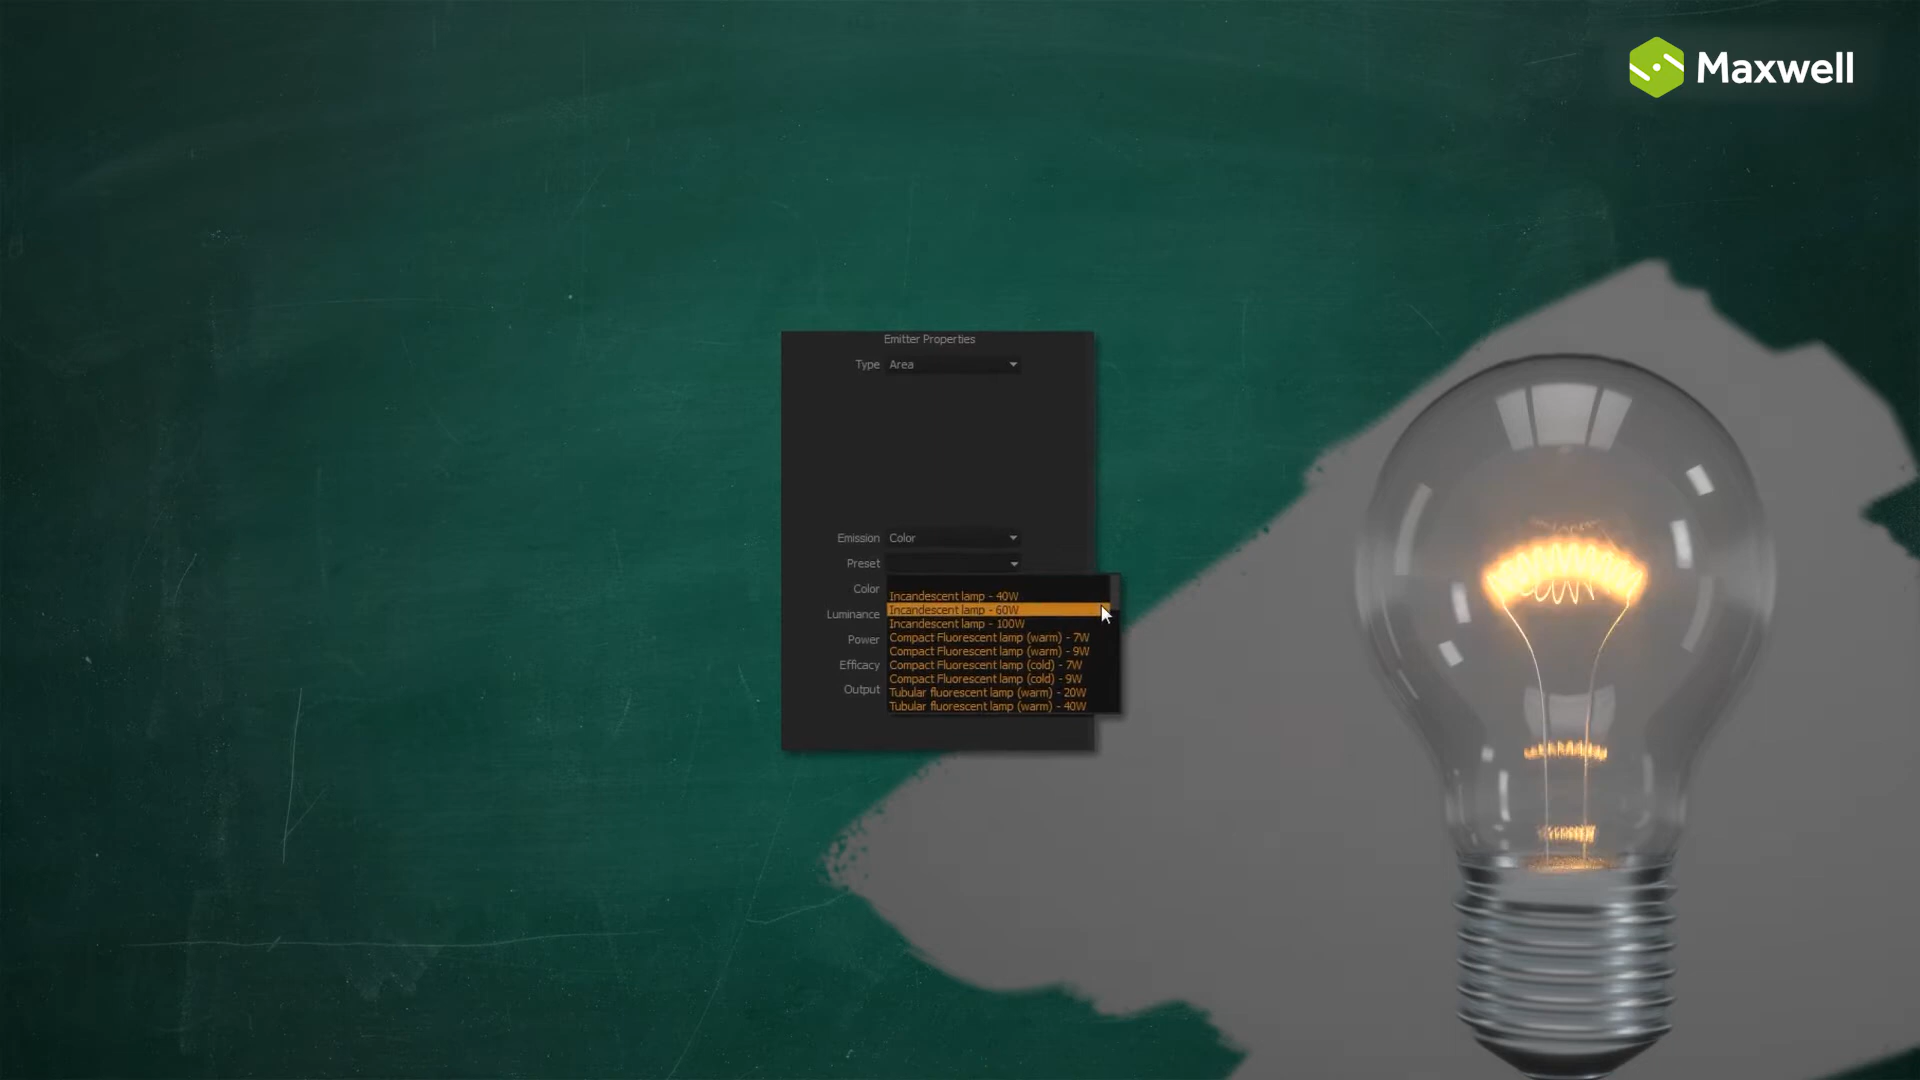 Maxwell
Emitter Properties
Type Area
Emission Color
Preset
Color
Incandescent lamp - 40W
Incandescent lamp - 60W
Luminance
Incandescent lamp - 100W
Power
Compact Fluorescent lamp (warm) - 7W
Compact Fluorescent lamp (warm) - 9W
Efficacy
Compact Fluorescent lamp (cold) - 7W
Compact Fluorescent lamp (cold) - 9W
Output
Tubular fluorescent lamp (warm) - 20W
Tubular fluorescent lamp (warm) - 40W